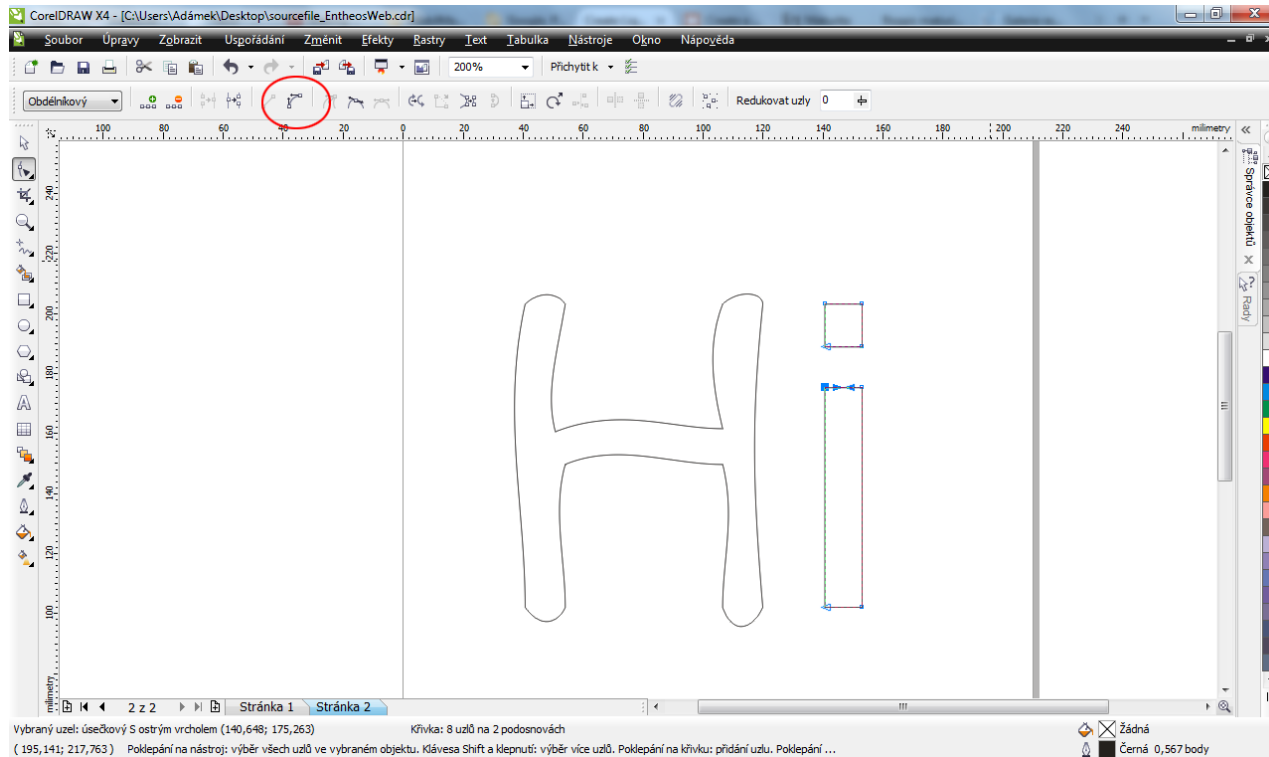 CorelDRAW X4 - [C:\Users\Adámek\Desktop\sourcefile_EntheosWeb.cdr]
Soubor Úpravy Zobrazit Uspořádání Změnit Efekty Rastry Text Tabulka Nástroje Okno Nápověda
200% Přichytit k
Obdélníkový Redukovat uzly 0
100 80 60 40 20 0 20 40 60 80 100 120 140 160 180 200 220 240 milimetry
240
220
200
180
160
140
120
100
milimetry
Správce objektů
Rady
Hi
2 z 2 Stránka 1 Stránka 2
Vybraný uzel: úsečkový S ostrým vrcholem (140,648; 175,263) Křivka: 8 uzlů na 2 podosnovách Žádná
( 195,141; 217,763 ) Poklepání na nástroj: výběr všech uzlů ve vybraném objektu. Klávesa Shift a klepnutí: výběr více uzlů. Poklepání na křivku: přidání uzlu. Poklepání ... Černá 0,567 body